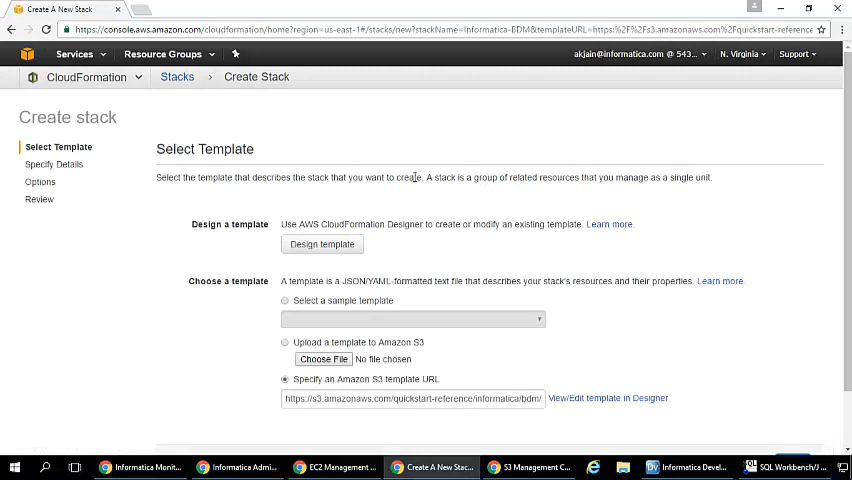 Create A New Stack
https://console.aws.amazon.com/cloudformation/home?region=us-east-1#/stacks/new?stackName=Informatica-BDM&templateURL=https:%2F%2Fs3.amazonaws.com%2Fquickstart-reference
Services
Resource Groups
akjain@informatica.com @ 543...
N. Virginia
Support
CloudFormation
Stacks > Create Stack
Create stack
Select Template
Specify Details
Options
Review
Select Template
Select the template that describes the stack that you want to create. A stack is a group of related resources that you manage as a single unit.
Design a template
Use AWS CloudFormation Designer to create or modify an existing template. Learn more.
Design template
Choose a template
A template is a JSON/YAML-formatted text file that describes your stack's resources and their properties. Learn more.
Select a sample template
Upload a template to Amazon S3
Choose File No file chosen
Specify an Amazon S3 template URL
https://s3.amazonaws.com/quickstart-reference/informatica/bdm/
View/Edit template in Designer
Informatica Monit...
Informatica Admi...
EC2 Management ...
Create A New Stac...
S3 Management C...
Dv
Informatica Devel...
SQL
SQL Workbench/J ...